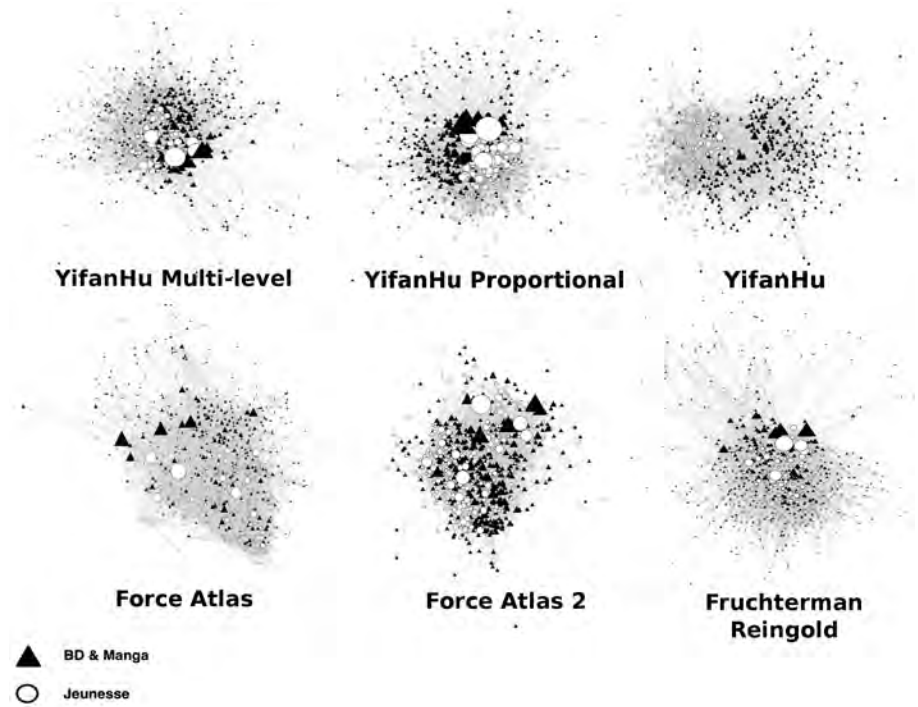 YifanHu Multi-level
YifanHu Proportional
YifanHu
Force Atlas
Force Atlas 2
Fruchterman
Reingold
BD & Manga
Jeunesse